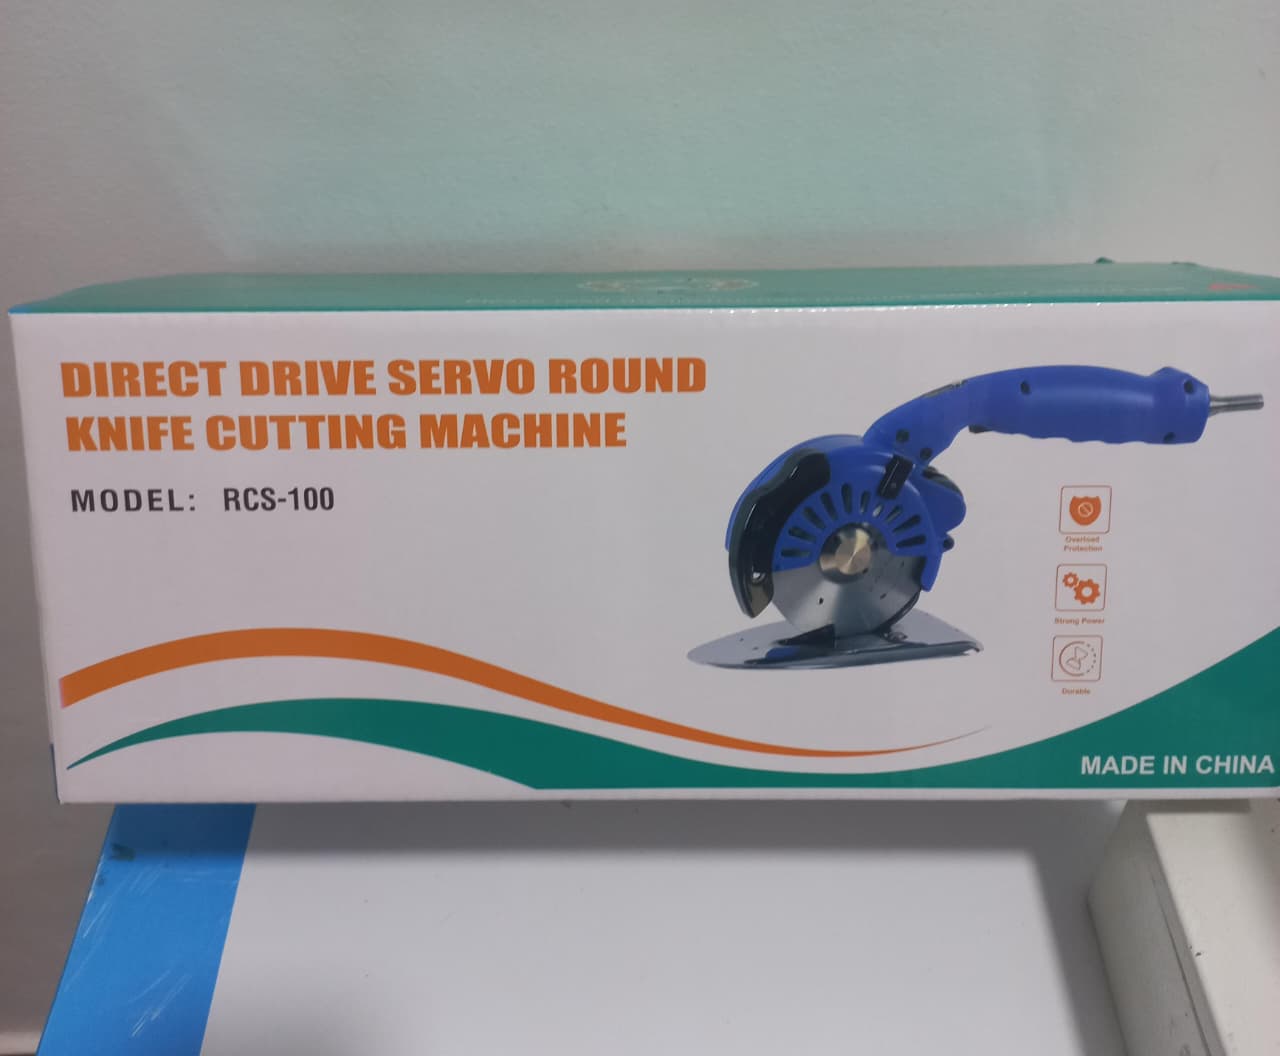 DIRECT DRIVE SERVO ROUND
KNIFE CUTTING MACHINE
MODEL: RCS-100
Overload
Protection
Strong Power
Durable
MADE IN CHINA